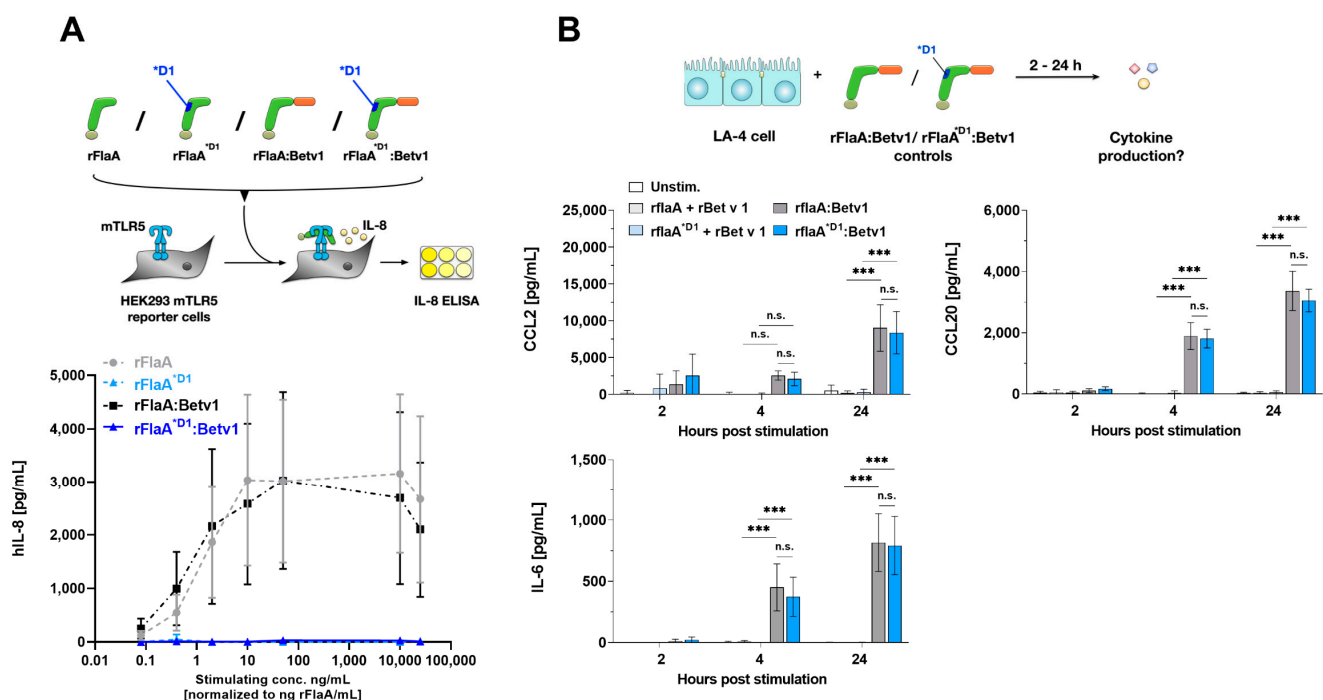 A
*D1
*D1
/ / /
rFlaA rFlaA*D1 rFlaA:Betv1 rFlaA*D1:Betv1
mTLR5
IL-8
HEK293 mTLR5
reporter cells
IL-8 ELISA
rFlaA
rFlaA*D1
rFlaA:Betv1
rFlaA*D1:Betv1
hIL-8 [pg/mL]
5,000
4,000
3,000
2,000
1,000
0
0.01 0.1 1 10 100 1,000 10,000 100,000
Stimulating conc. ng/mL
[normalized to ng rFlaA/mL]
B
*D1
+ / 2 - 24 h
LA-4 cell
rFlaA:Betv1/ rFlaA*D1:Betv1
controls
Cytokine
production?
Unstim.
rflaA + rBet v 1 rflaA:Betv1
rflaA*D1 + rBet v 1 rflaA*D1:Betv1
CCL2 [pg/mL]
25,000
20,000
15,000
10,000
5,000
0
n.s.
n.s.
n.s.
***
***
n.s.
2 4 24
Hours post stimulation
CCL20 [pg/mL]
6,000
4,000
2,000
0
***
***
n.s.
***
***
n.s.
2 4 24
Hours post stimulation
IL-6 [pg/mL]
1,500
1,000
500
0
***
***
n.s.
***
***
n.s.
2 4 24
Hours post stimulation